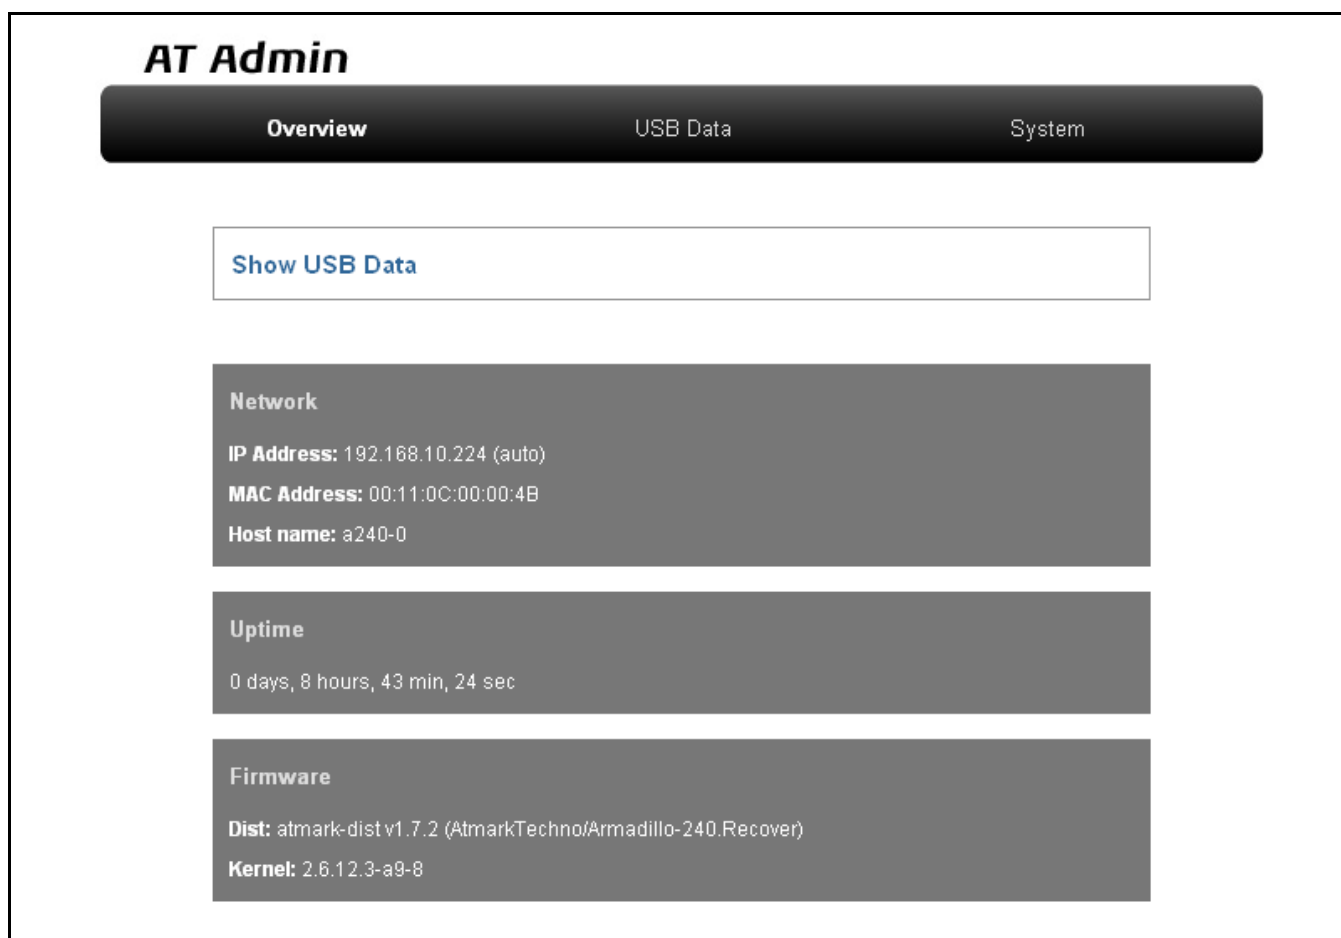 AT Admin
Overview USB Data System
Show USB Data
Network
IP Address: 192.168.10.224 (auto)
MAC Address: 00:11:0C:00:00:4B
Host name: a240-0
Uptime
0 days, 8 hours, 43 min, 24 sec
Firmware
Dist: atmark-dist v1.7.2 (AtmarkTechno/Armadillo-240.Recover)
Kernel: 2.6.12.3-a9-8